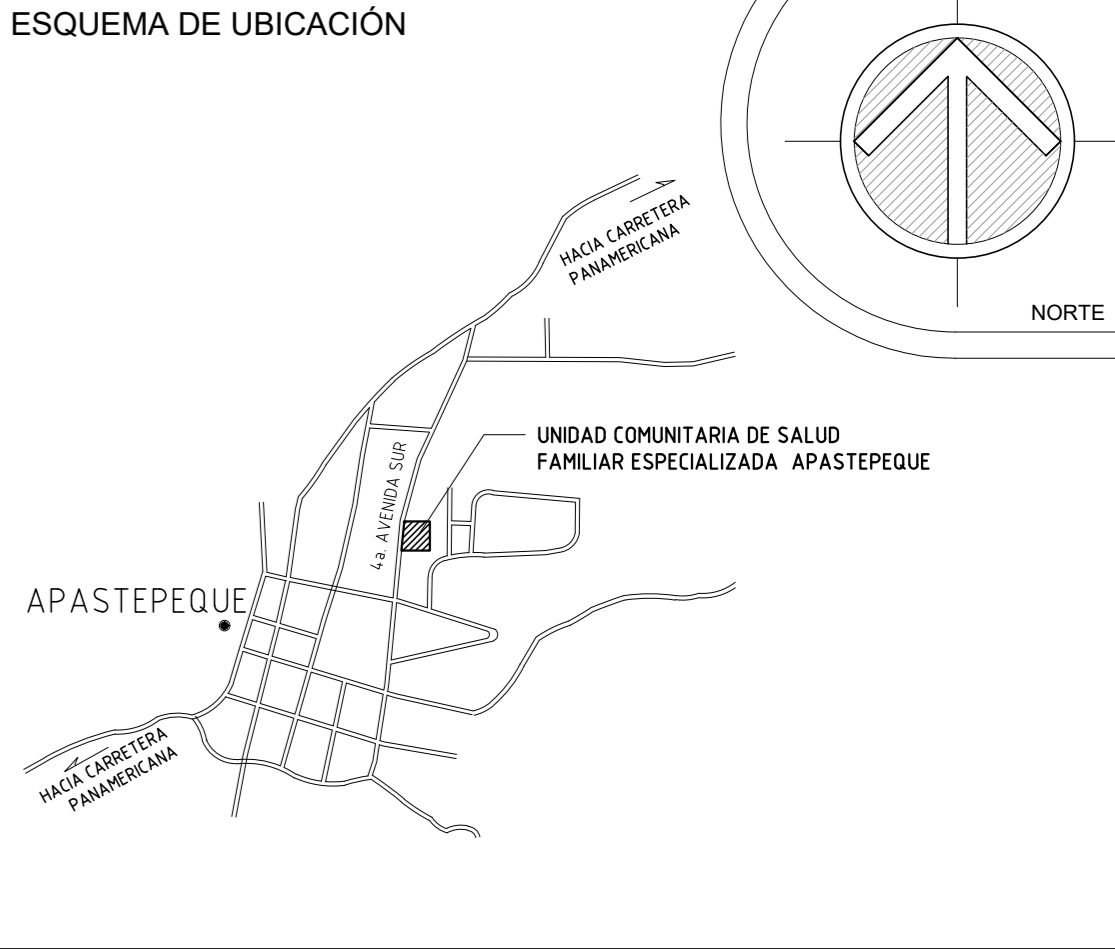 ESQUEMA DE UBICACIÓN
NORTE
HACIA CARRETERA
PANAMERICANA
UNIDAD COMUNITARIA DE SALUD
FAMILIAR ESPECIALIZADA APASTEPEQUE
4a. AVENIDA SUR
APASTEPEQUE
HACIA CARRETERA
PANAMERICANA